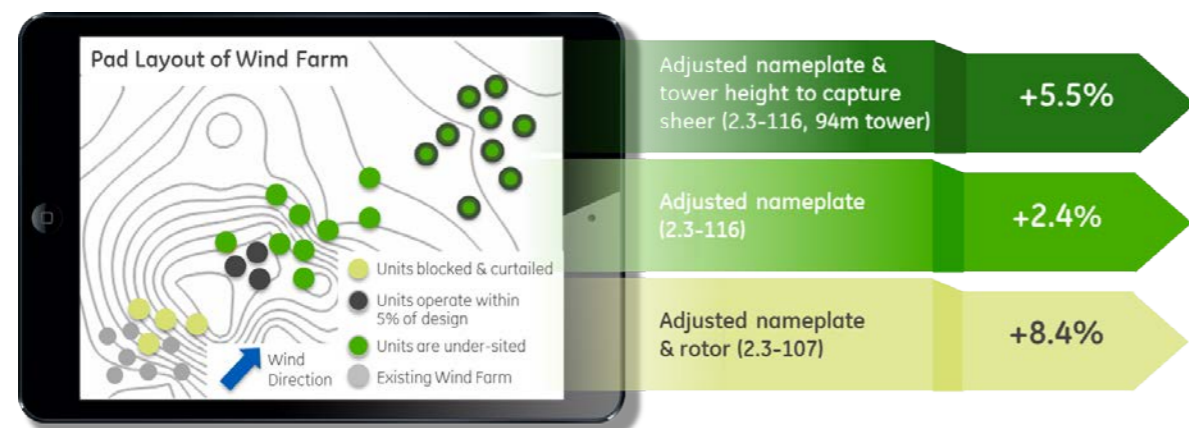 Pad Layout of Wind Farm
Units blocked & curtailed
Units operate within
5% of design
Units are under-sited
Existing Wind Farm
Wind
Direction
Adjusted nameplate &
tower height to capture
sheer (2.3-116, 94m tower)
+5.5%
Adjusted nameplate
(2.3-116)
+2.4%
Adjusted nameplate
& rotor (2.3-107)
+8.4%